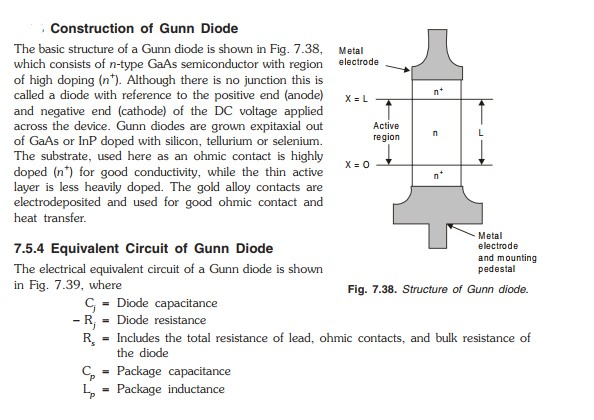 Construction of Gunn Diode
The basic structure of a Gunn diode is shown in Fig. 7.38,
which consists of n-type GaAs semiconductor with region
of high doping (n⁺). Although there is no junction this is
called a diode with reference to the positive end (anode)
and negative end (cathode) of the DC voltage applied
across the device. Gunn diodes are grown expitaxial out
of GaAs or InP doped with silicon, tellurium or selenium.
The substrate, used here as an ohmic contact is highly
doped (n⁺) for good conductivity, while the thin active
layer is less heavily doped. The gold alloy contacts are
electrodeposited and used for good ohmic contact and
heat transfer.
Metal
electrode
n⁺
X = L
Active
region
n
L
X = O
n⁺
Metal
electrode
and mounting
pedestal
Fig. 7.38. Structure of Gunn diode.
7.5.4 Equivalent Circuit of Gunn Diode
The electrical equivalent circuit of a Gunn diode is shown
in Fig. 7.39, where
Cⱼ = Diode capacitance
– Rⱼ = Diode resistance
Rₛ = Includes the total resistance of lead, ohmic contacts, and bulk resistance of
the diode
Cₚ = Package capacitance
Lₚ = Package inductance